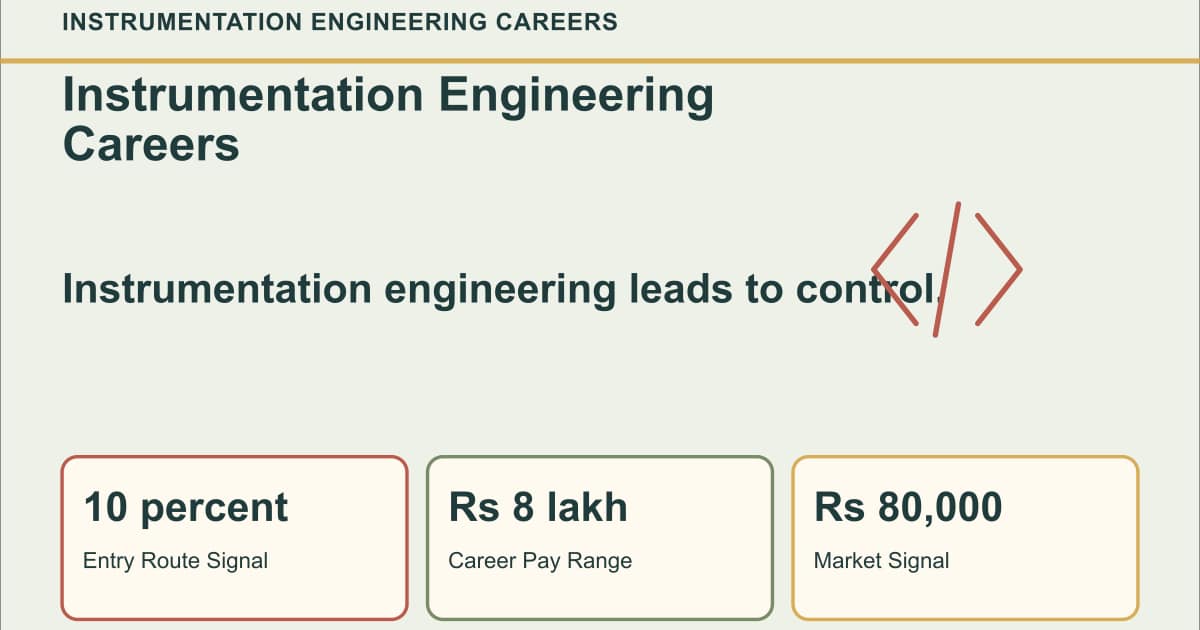 INSTRUMENTATION ENGINEERING CAREERS
Instrumentation Engineering
Careers
Instrumentation engineering leads to control,
10 percent
Entry Route Signal
Rs 8 lakh
Career Pay Range
Rs 80,000
Market Signal